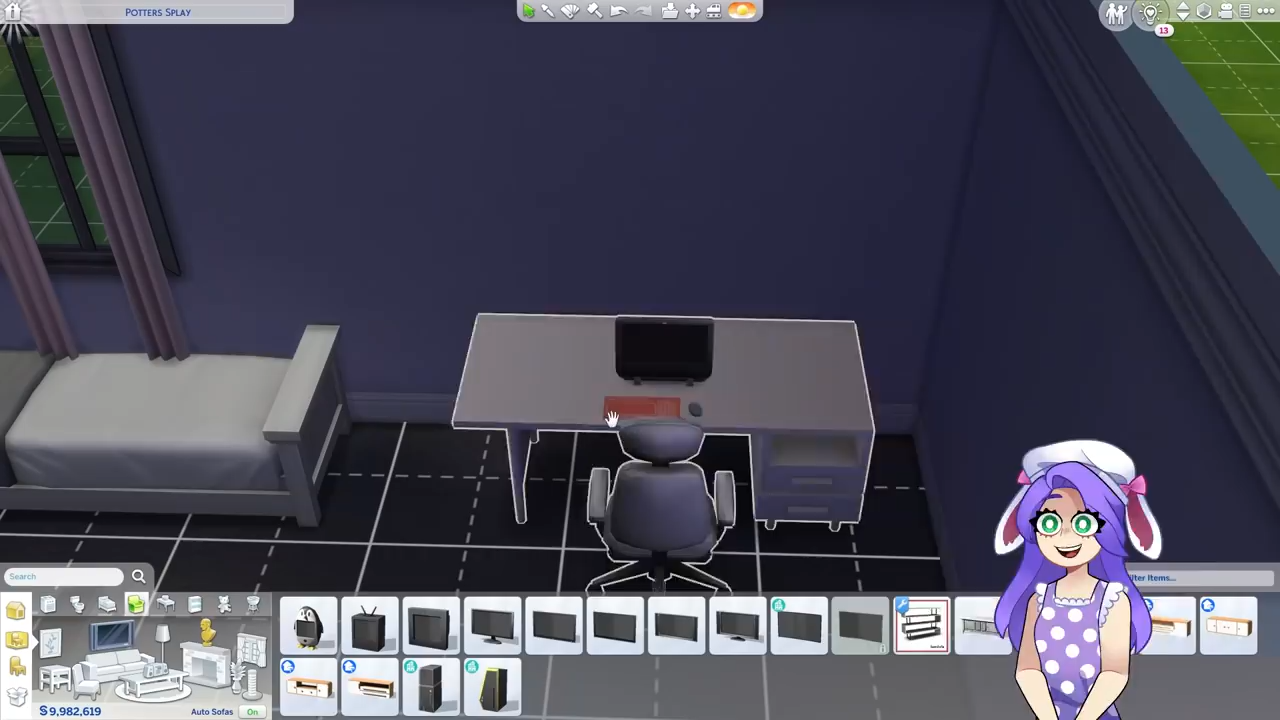 Potters Splay
13
Search
lter Items...
§9,982,619
Auto Sofas
On